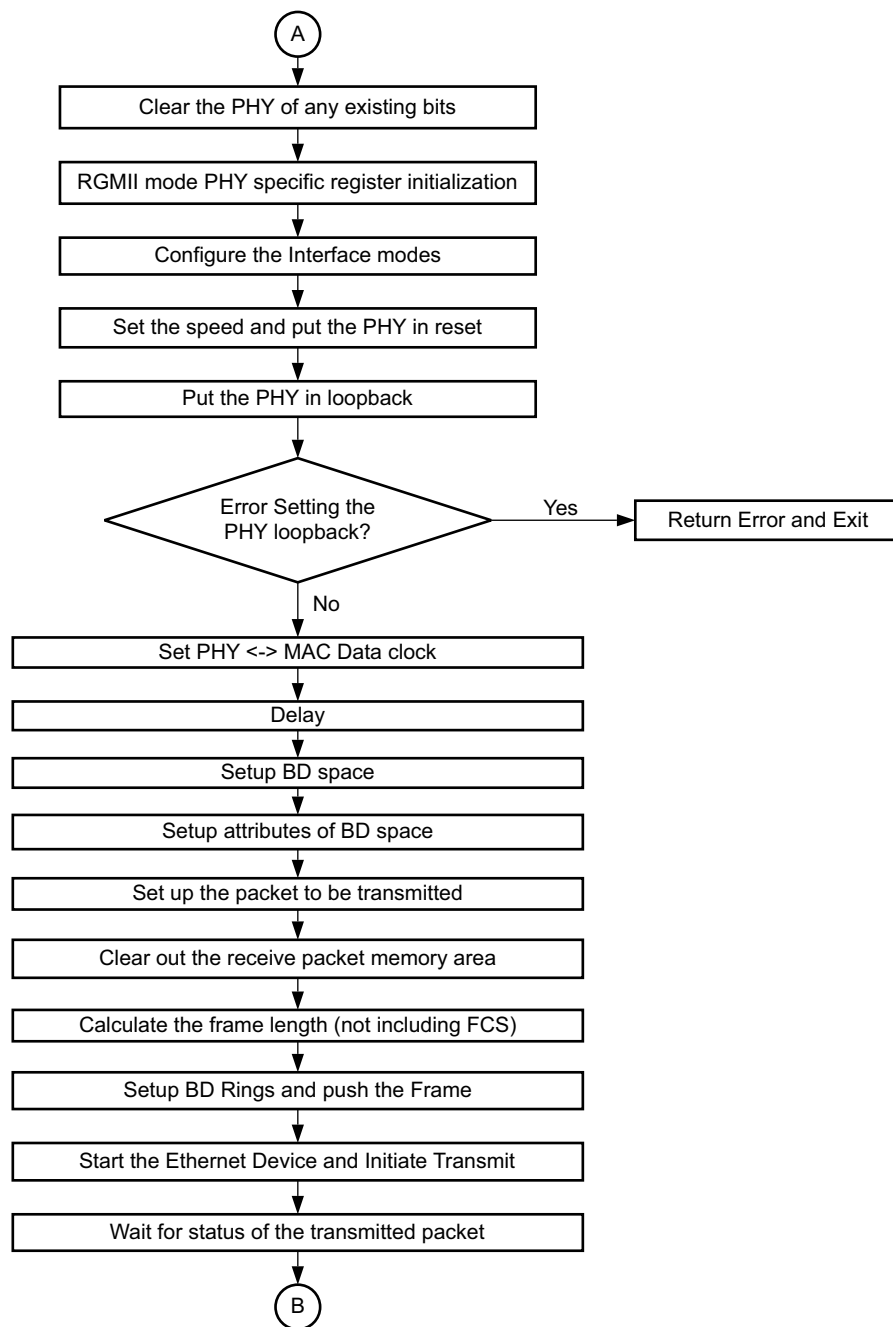 A
Clear the PHY of any existing bits
RGMII mode PHY specific register initialization
Configure the Interface modes
Set the speed and put the PHY in reset
Put the PHY in loopback
Error Setting the
PHY loopback?
Yes
Return Error and Exit
No
Set PHY <-> MAC Data clock
Delay
Setup BD space
Setup attributes of BD space
Set up the packet to be transmitted
Clear out the receive packet memory area
Calculate the frame length (not including FCS)
Setup BD Rings and push the Frame
Start the Ethernet Device and Initiate Transmit
Wait for status of the transmitted packet
B